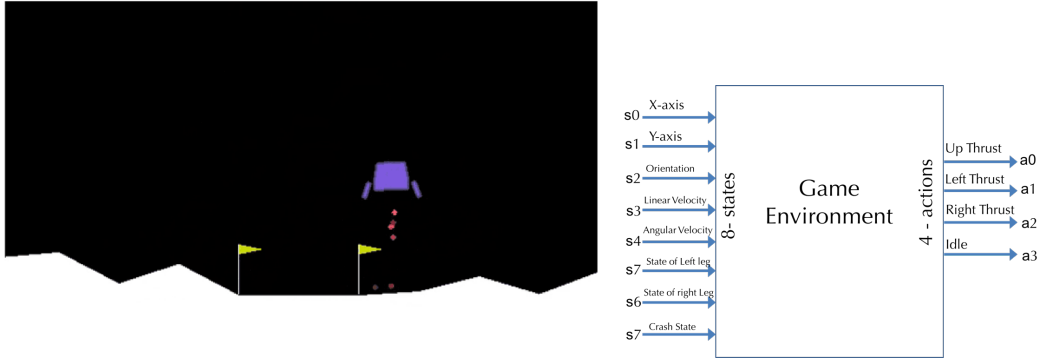 s0 X-axis
s1 Y-axis
s2 Orientation
s3 Linear Velocity
s4 Angular Velocity
s7 State of Left leg
s6 State of right Leg
s7 Crash State
8- states
Game
Environment
4 - actions
Up Thrust a0
Left Thrust a1
Right Thrust a2
Idle a3